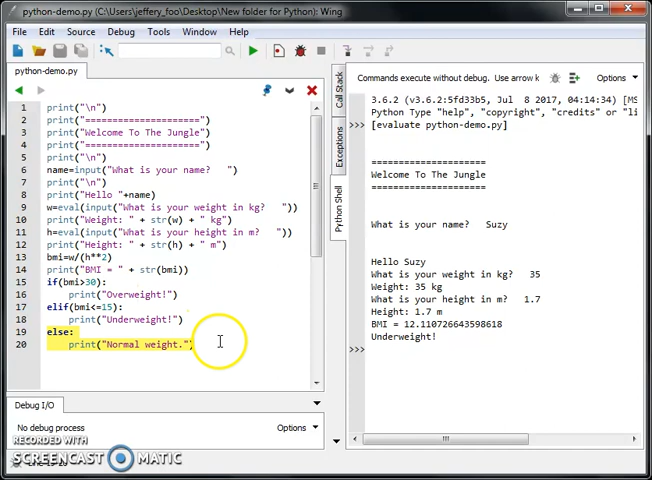 python-demo.py (C:\Users\jeffery_foo\Desktop\New folder for Python): Wing
File Edit Source Debug Tools Window Help
python-demo.py
1 print("\n")
2 print("=====================")
3 print("Welcome To The Jungle")
4 print("=====================")
5 print("\n")
6 name=input("What is your name?   ")
7 print("\n")
8 print("Hello "+name)
9 w=eval(input("What is your weight in kg?   "))
10 print("Weight: " + str(w) + " kg")
11 h=eval(input("What is your height in m?   "))
12 print("Height: " + str(h) + " m")
13 bmi=w/(h**2)
14 print("BMI = " + str(bmi))
15 if(bmi>30):
16     print("Overweight!")
17 elif(bmi<=15):
18     print("Underweight!")
19 else:
20     print("Normal weight.")
Debug I/O
No debug process
Options
RECORDED WITH
SCREENCAST MATIC
Call Stack
Exceptions
Python Shell
Commands execute without debug. Use arrow k
Options
3.6.2 (v3.6.2:5fd33b5, Jul 8 2017, 04:14:34) [MS
Python Type "help", "copyright", "credits" or "li
>>> [evaluate python-demo.py]
=====================
Welcome To The Jungle
=====================
What is your name?   Suzy
Hello Suzy
What is your weight in kg?   35
Weight: 35 kg
What is your height in m?   1.7
Height: 1.7 m
BMI = 12.110726643598618
Underweight!
>>>